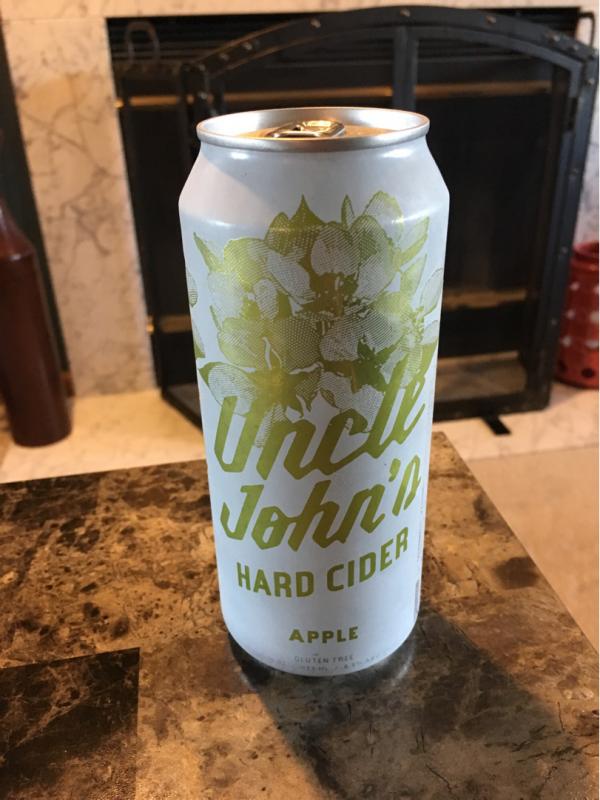 Uncle
John's
HARD CIDER
APPLE
GLUTEN FREE